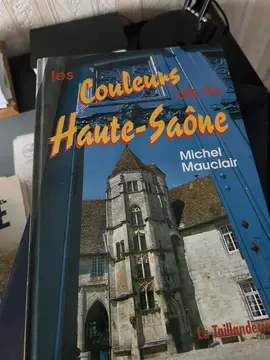 les
Couleurs
de la
Haute-Saône
Michel
Mauclair
La Taillanderie